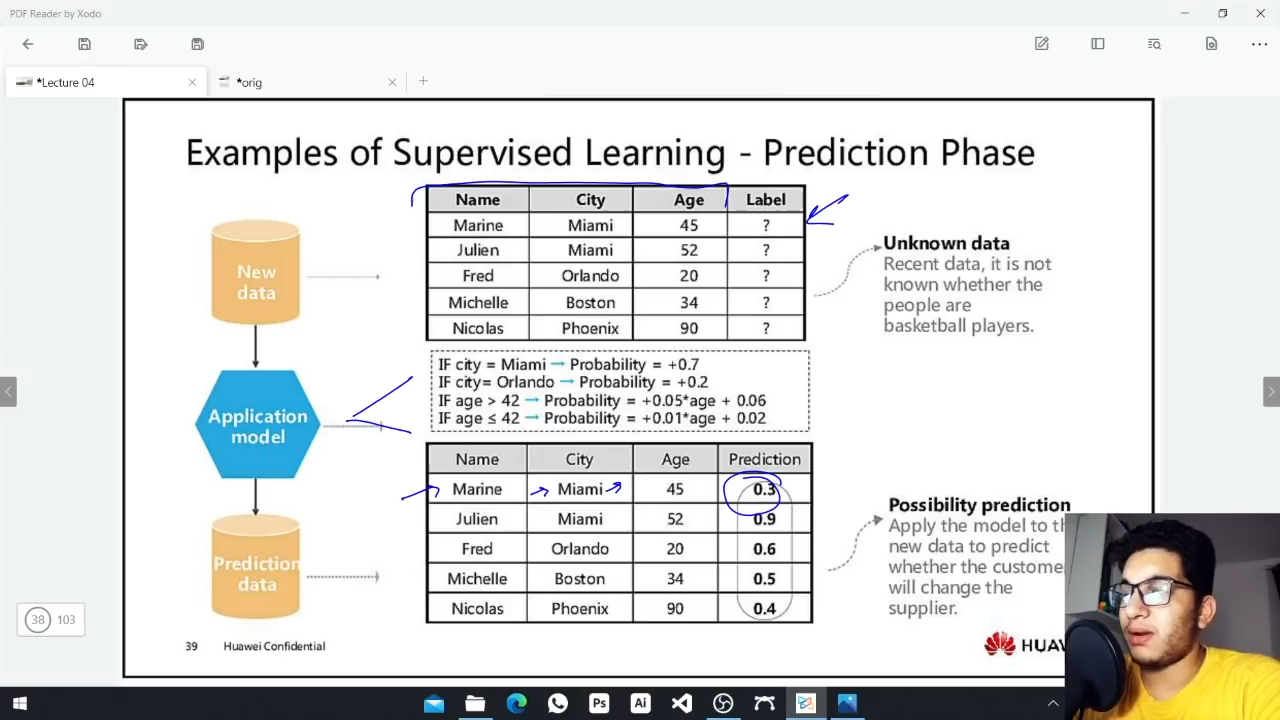 PDF Reader by Xodo
*Lecture 04
*orig
Examples of Supervised Learning - Prediction Phase
New data
Application model
Prediction data
Name City Age Label
Marine Miami 45 ?
Julien Miami 52 ?
Fred Orlando 20 ?
Michelle Boston 34 ?
Nicolas Phoenix 90 ?
Unknown data
Recent data, it is not
known whether the
people are
basketball players.
IF city = Miami → Probability = +0.7
IF city= Orlando → Probability = +0.2
IF age > 42 → Probability = +0.05*age + 0.06
IF age ≤ 42 → Probability = +0.01*age + 0.02
Name City Age Prediction
Marine Miami 45 0.3
Julien Miami 52 0.9
Fred Orlando 20 0.6
Michelle Boston 34 0.5
Nicolas Phoenix 90 0.4
Possibility prediction
Apply the model to th
new data to predict
whether the customer
will change the
supplier.
38 103
39 Huawei Confidential
HUAW
Ps Ai